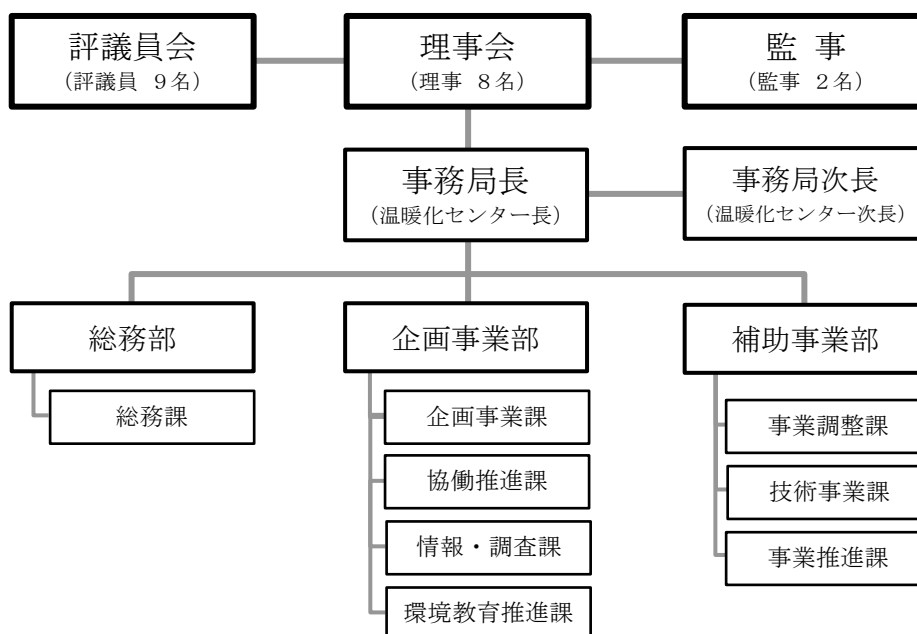 評議員会
（評議員 9名）
理事会
（理事 8名）
監 事
（監事 2名）
事務局長
（温暖化センター長）
事務局次長
（温暖化センター次長）
総務部
企画事業部
補助事業部
総務課
企画事業課
協働推進課
情報・調査課
環境教育推進課
事業調整課
技術事業課
事業推進課